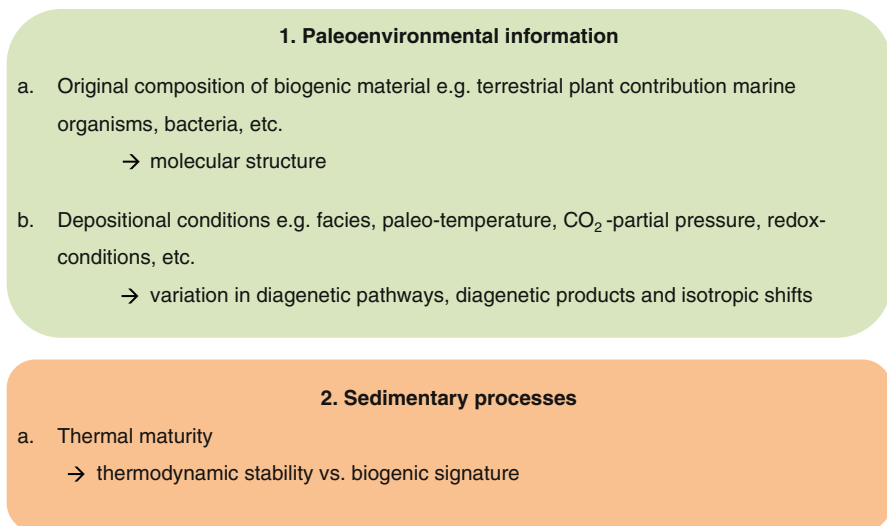 1. Paleoenvironmental information
a. Original composition of biogenic material e.g. terrestrial plant contribution marine
organisms, bacteria, etc.
→ molecular structure
b. Depositional conditions e.g. facies, paleo-temperature, CO₂-partial pressure, redox-
conditions, etc.
→ variation in diagenetic pathways, diagenetic products and isotropic shifts
2. Sedimentary processes
a. Thermal maturity
→ thermodynamic stability vs. biogenic signature